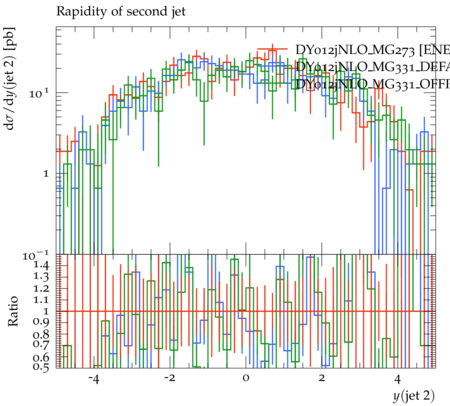 Rapidity of second jet
dσ/dy(jet 2) [pb]
DY012jNLO_MG273 [ENE
DY012jNLO_MG331_DEFA
DY012jNLO_MG331_OFFI
10¹
1
10⁻¹
Ratio
1.4
1.3
1.2
1.1
1
0.9
0.8
0.7
0.6
0.5
-4 -2 0 2 4
y(jet 2)